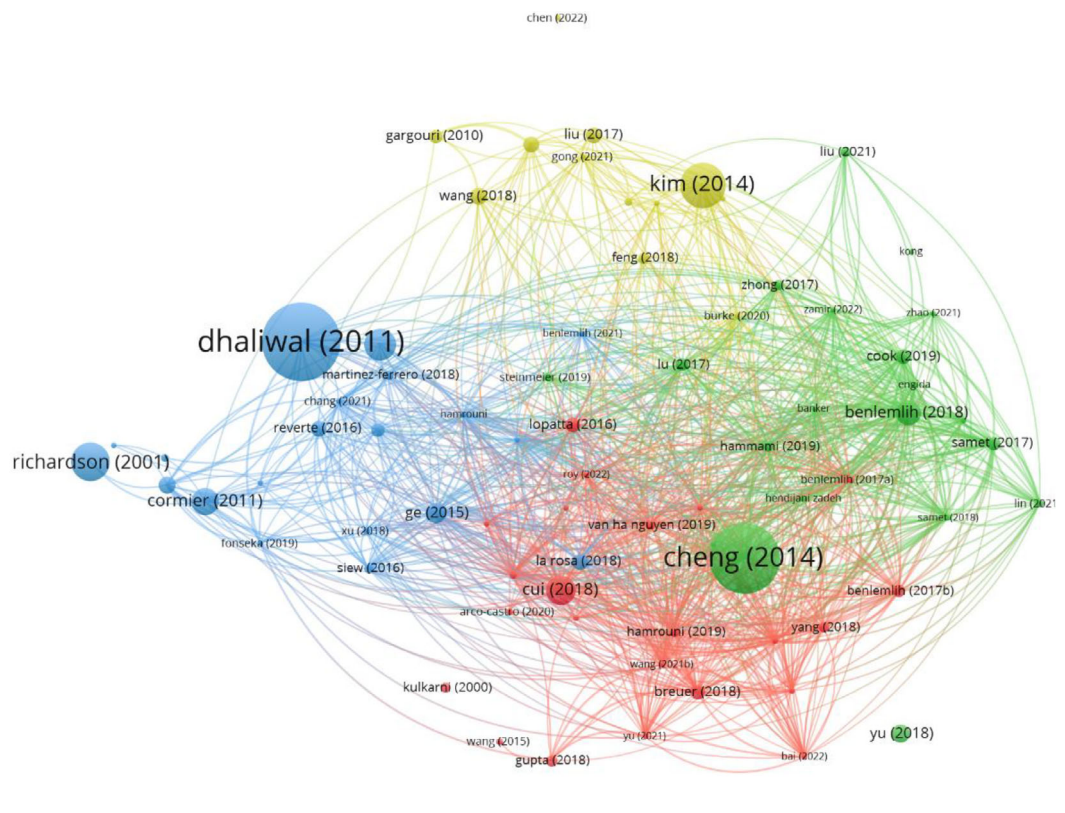 chen (2022)
gargouri (2010)
liu (2017)
gong (2021)
liu (2021)
kim (2014)
wang (2018)
kong
feng (2018)
zhong (2017)
burke (2020)
zamir (2022)
zhao (2021)
dhaliwal (2011)
benlemlih (2021)
cook (2019)
lu (2017)
martinez-ferrero (2018)
steinmeier (2019)
engida
chang (2021)
banker
benlemlih (2018)
hamrouni
reverte (2016)
lopatta (2016)
hammami (2019)
samet (2017)
richardson (2001)
roy (2022)
benlemlih (2017a)
cormier (2011)
hendijani zadeh
lin (2021
ge (2015)
samet (2018)
van ha nguyen (2019)
xu (2018)
fonseka (2019)
cheng (2014)
la rosa (2018)
siew (2016)
cui (2018)
benlemlih (2017b)
arco-castro (2020)
hamrouni (2019)
yang (2018)
wang (2021b)
kulkarni (2000)
breuer (2018)
yu (2018)
wang (2015)
yu (2021)
gupta (2018)
bai (2022)